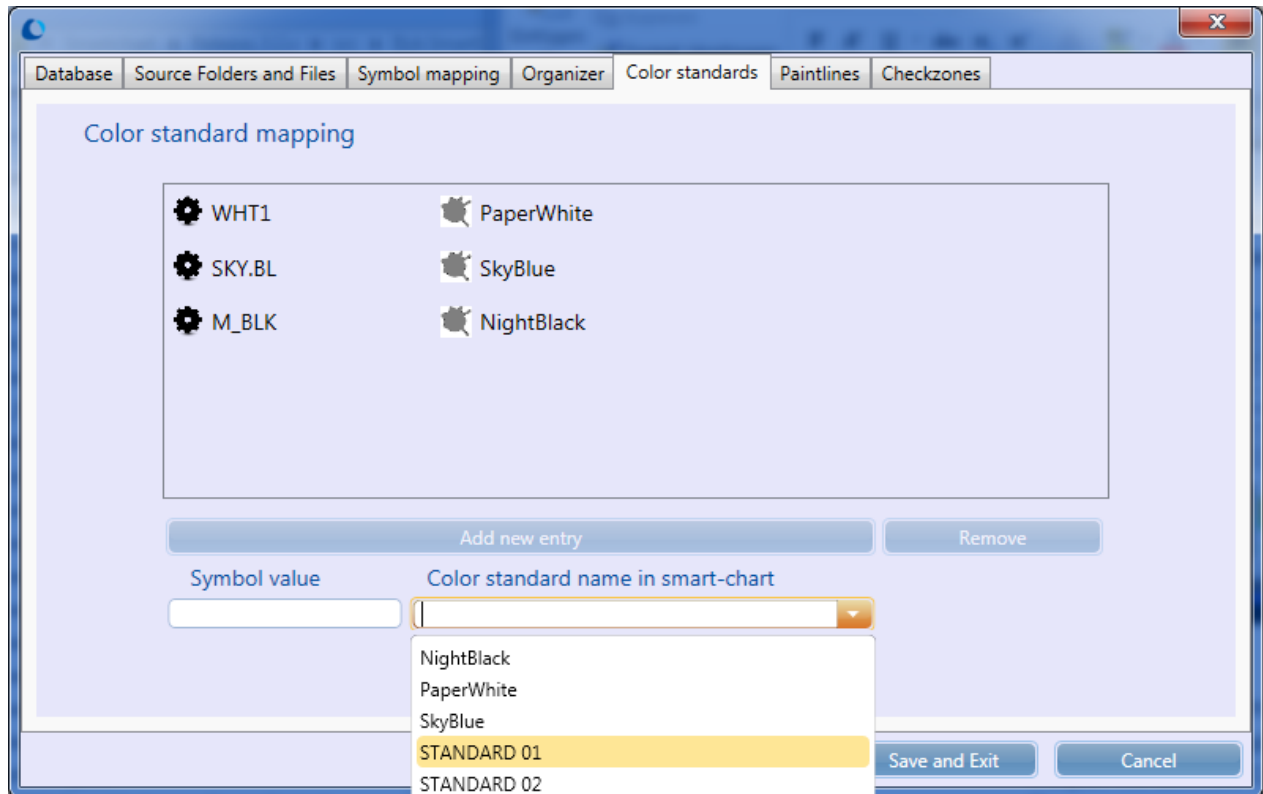 Database Source Folders and Files Symbol mapping Organizer Color standards Paintlines Checkzones
Color standard mapping
WHT1 PaperWhite
SKY.BL SkyBlue
M_BLK NightBlack
Add new entry Remove
Symbol value Color standard name in smart-chart
NightBlack
PaperWhite
SkyBlue
STANDARD 01
STANDARD 02
Save and Exit Cancel